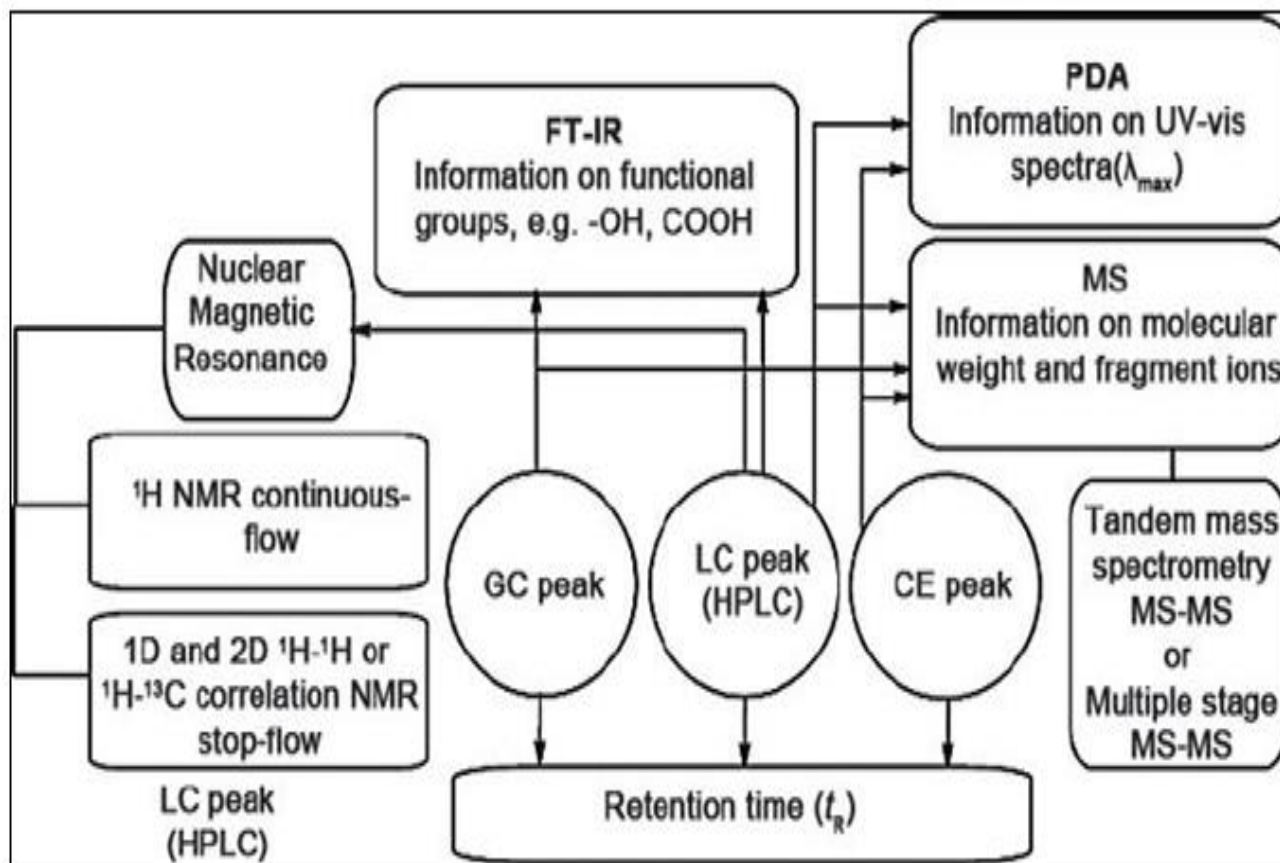 PDA
Information on UV-vis
spectra(λmax)
FT-IR
Information on functional
groups, e.g. -OH, COOH
Nuclear
Magnetic
Resonance
MS
Information on molecular
weight and fragment ions
¹H NMR continuous-
flow
GC peak
LC peak
(HPLC)
CE peak
Tandem mass
spectrometry
MS-MS
or
Multiple stage
MS-MS
1D and 2D ¹H-¹H or
¹H-¹³C correlation NMR
stop-flow
LC peak
(HPLC)
Retention time (tR)